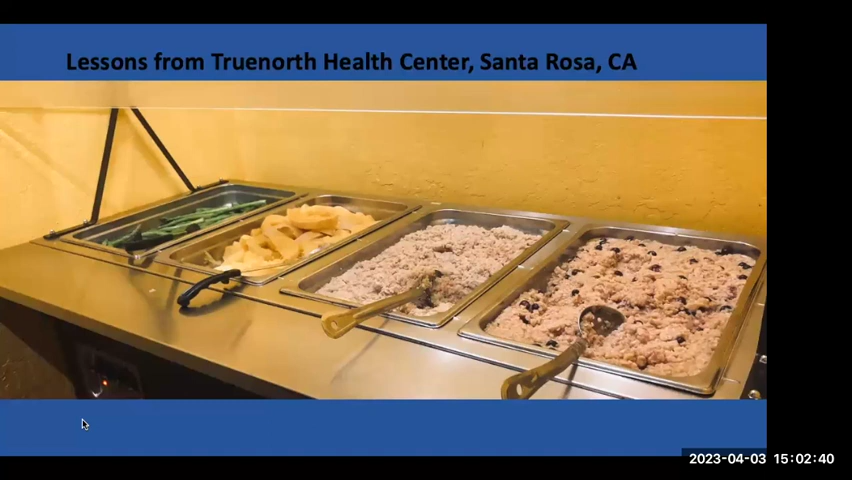 Lessons from Truenorth Health Center, Santa Rosa, CA
2023-04-03 15:02:40